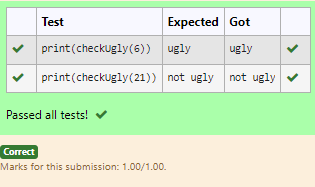 Test Expected Got
print(checkUgly(6)) ugly ugly
print(checkUgly(21)) not ugly not ugly
Passed all tests!
Correct
Marks for this submission: 1.00/1.00.